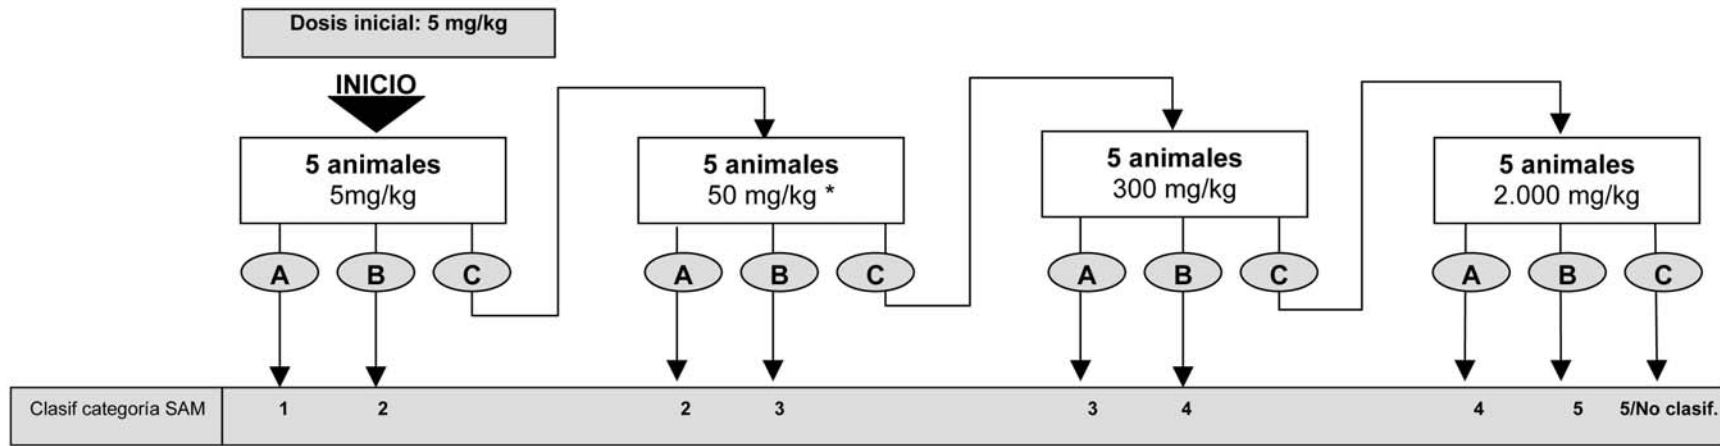 Dosis inicial: 5 mg/kg
INICIO
5 animales
5mg/kg
5 animales
50 mg/kg *
5 animales
300 mg/kg
5 animales
2.000 mg/kg
A B C A B C A B C A B C
Clasif categoría SAM 1 2 2 3 3 4 4 5 5/No clasif.